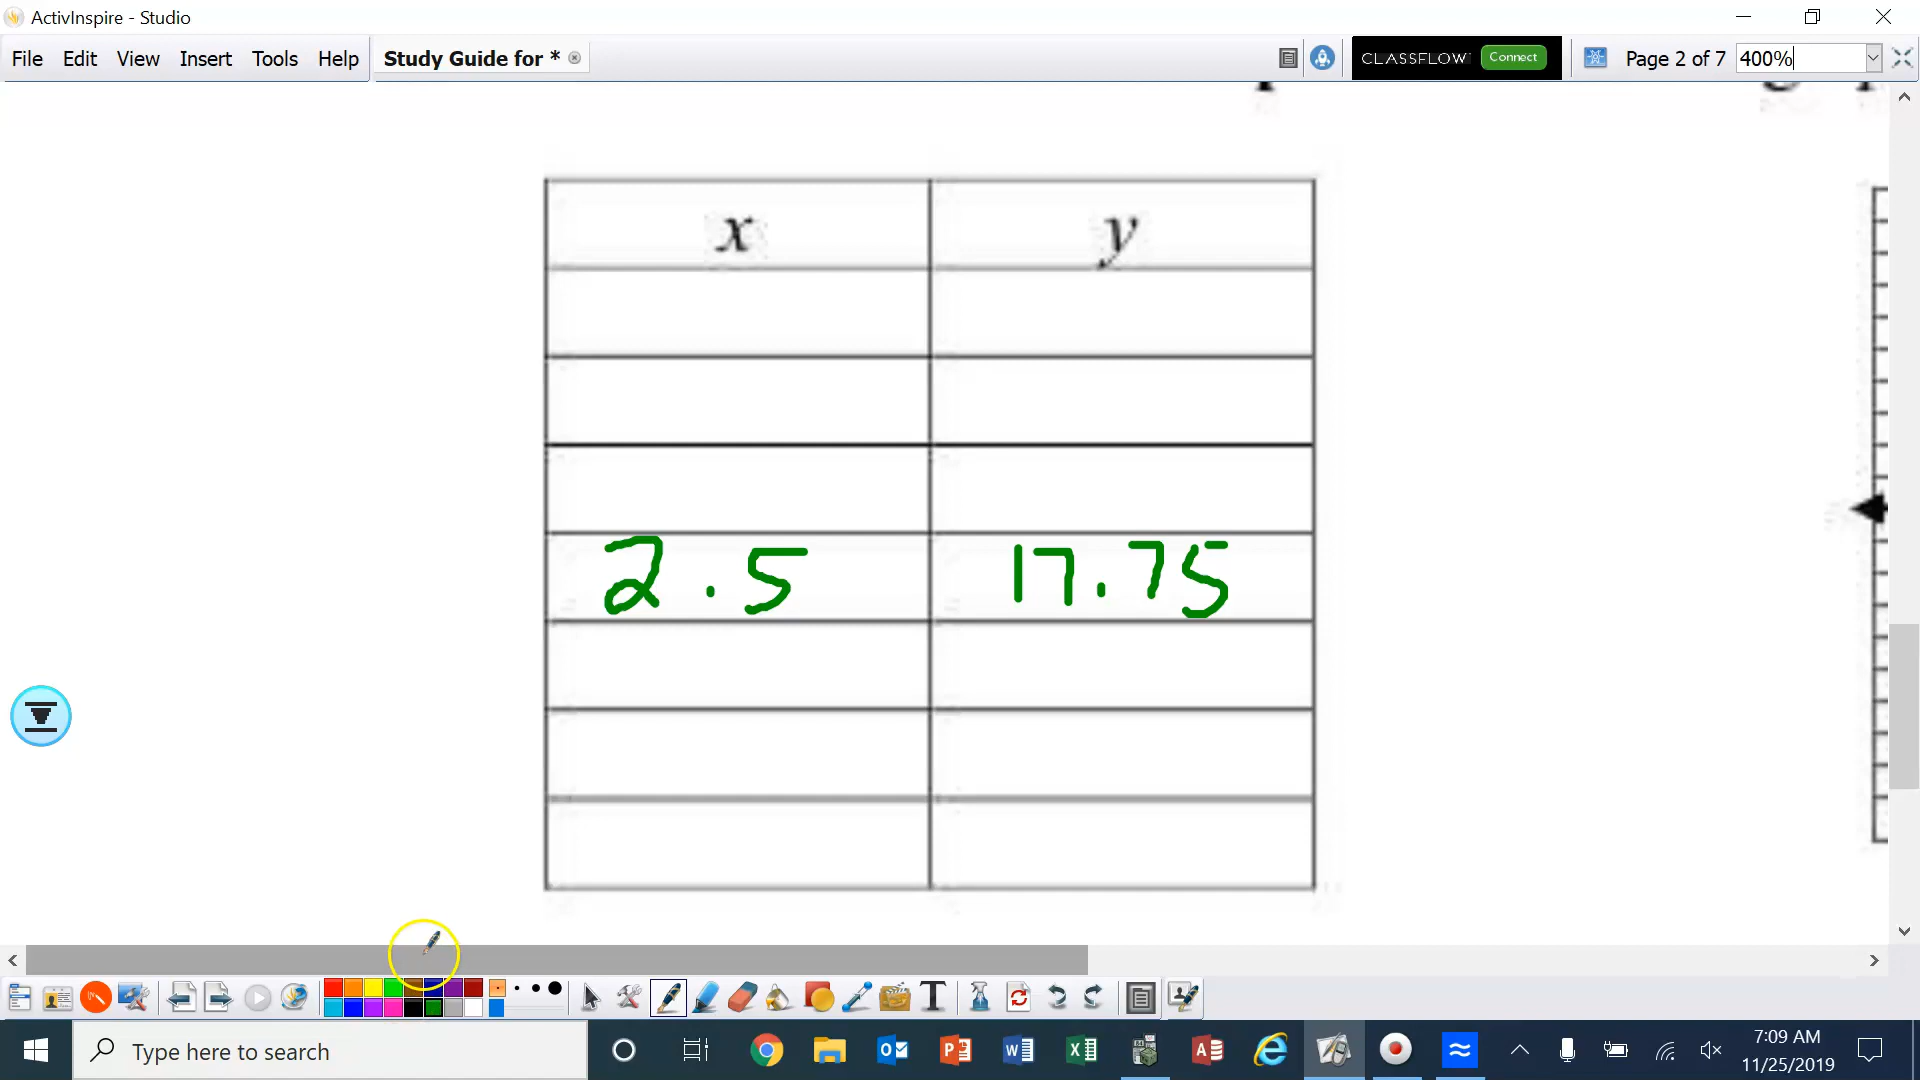 ActivInspire - Studio
File Edit View Insert Tools Help Study Guide for * CLASSFLOW Connect Page 2 of 7 400%
x y
2.5 17.75
T
Type here to search
7:09 AM
11/25/2019